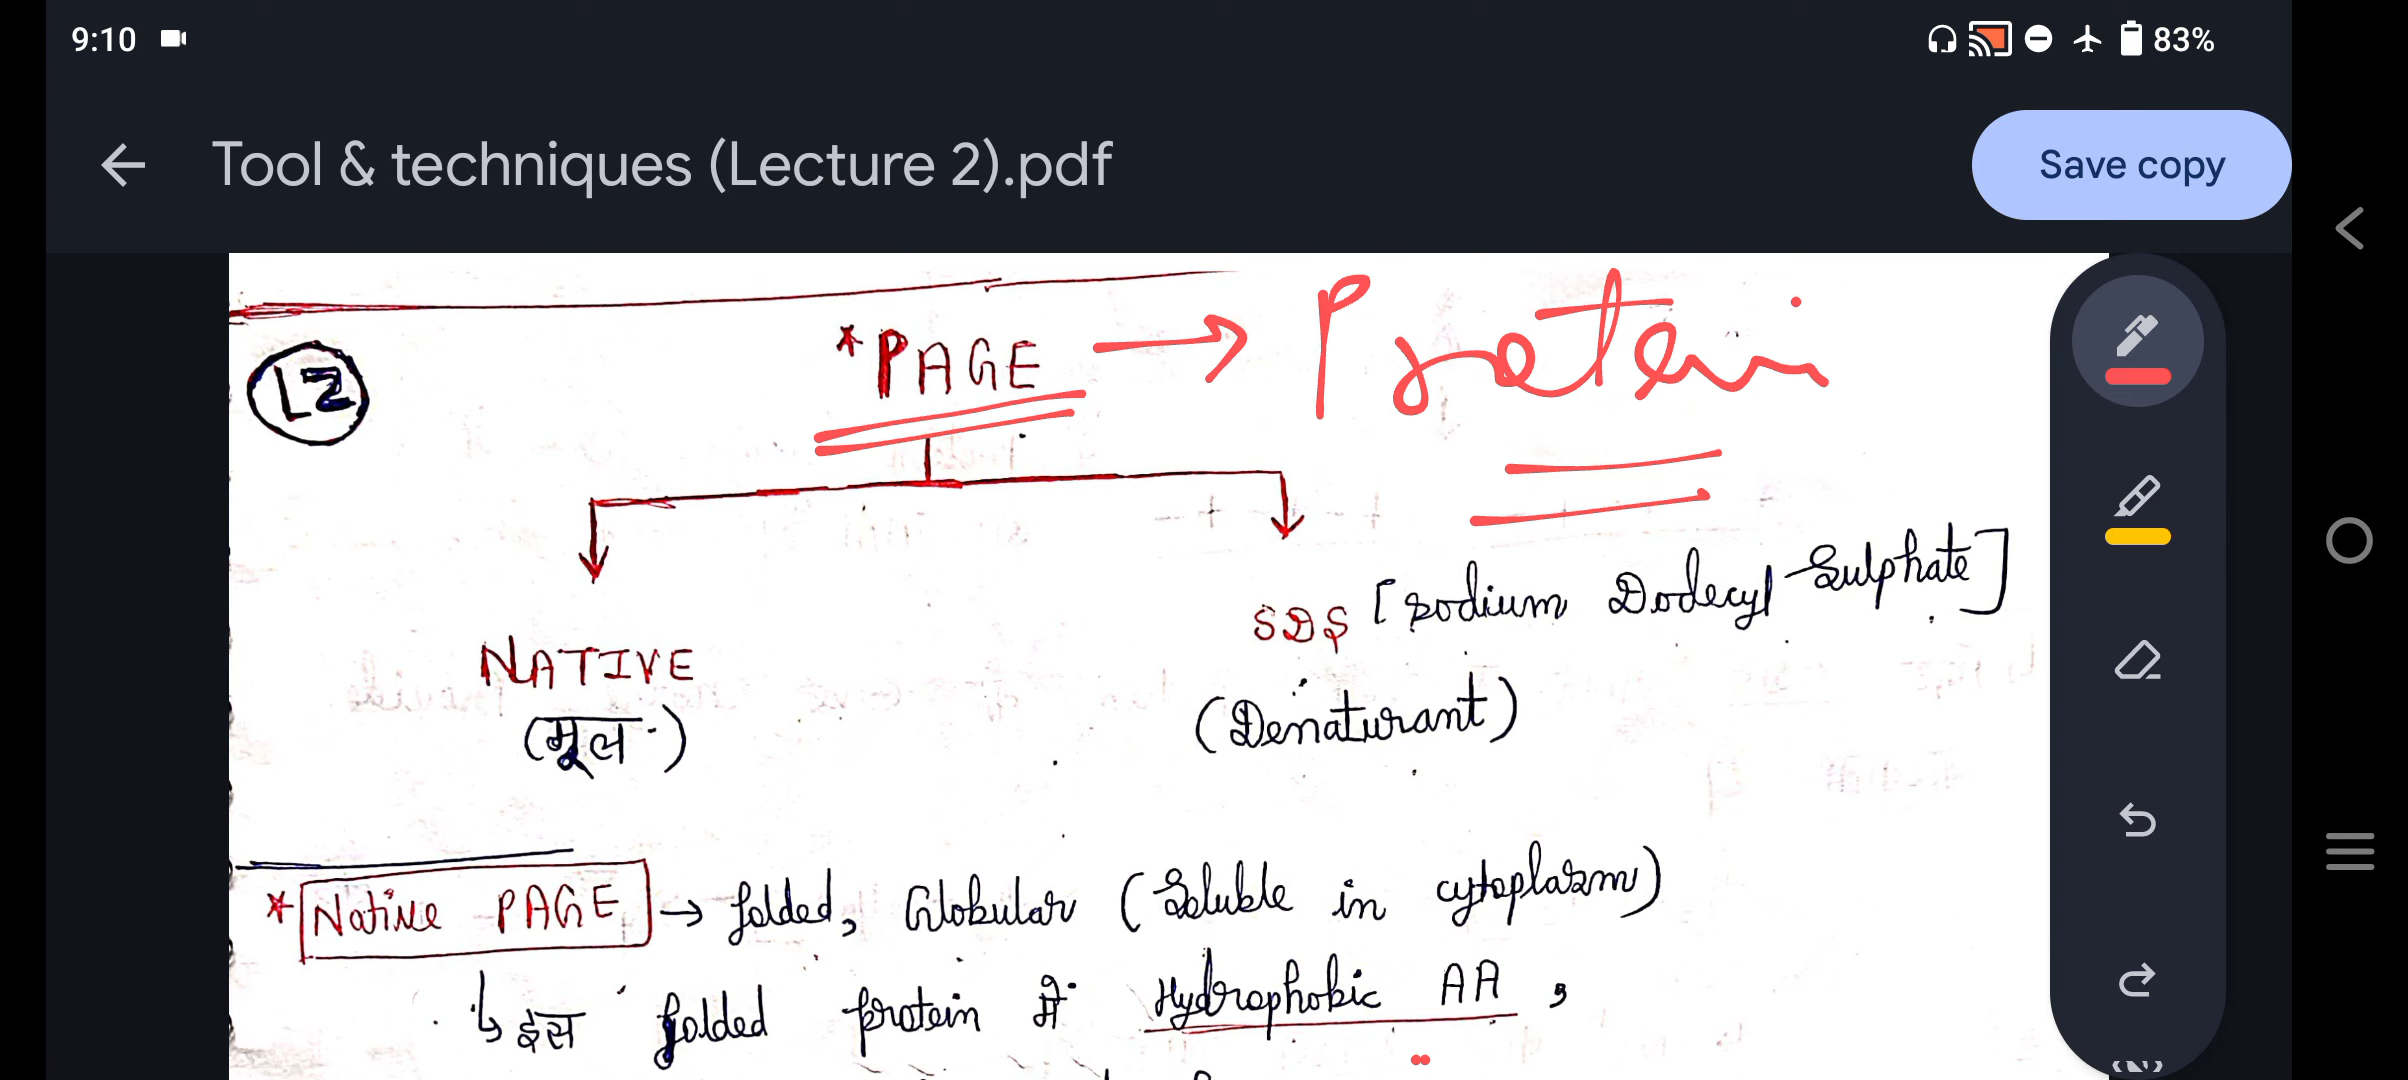 9:10
83%
Tool & techniques (Lecture 2).pdf
Save copy
L2
*PAGE → Protein
NATIVE
(मूल)
SDS [Sodium Dodecyl Sulphate]
(Denaturant)
* Native PAGE → folded, Globular (Soluble in cytoplasm)
↳ इस folded protein में Hydrophobic AA ,